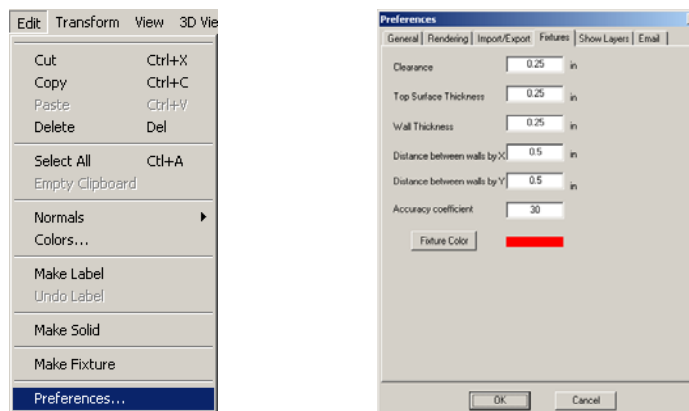 Edit Transform View 3D Vie
Cut Ctrl+X
Copy Ctrl+C
Paste Ctrl+V
Delete Del
Select All Ctl+A
Empty Clipboard
Normals
Colors...
Make Label
Undo Label
Make Solid
Make Fixture
Preferences...
Preferences
General Rendering Import/Export Fixtures Show Layers Email
Clearance 0.25 in
Top Surface Thickness 0.25 in
Wall Thickness 0.25 in
Distance between walls by X 0.5 in
Distance between walls by Y 0.5 in
Accuracy coefficient 30
Fixture Color
OK Cancel